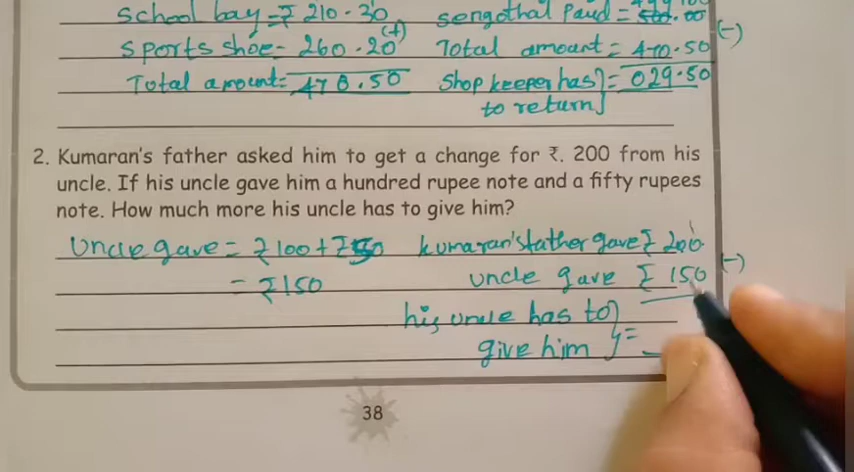 school bag = ₹ 210.30
sports shoe - 260.20 (+)
Total amount = 470.50
sengothai Paid = 500.00
Total amount = 470.50 (-)
Shop keeper has } = 029.50
to return
2. Kumaran's father asked him to get a change for ₹. 200 from his
uncle. If his uncle gave him a hundred rupee note and a fifty rupees
note. How much more his uncle has to give him?
Uncle gave = ₹100 + ₹50
= ₹150
kumaran's father gave ₹ 200
uncle gave ₹ 150 (-)
his uncle has to } =
give him
38